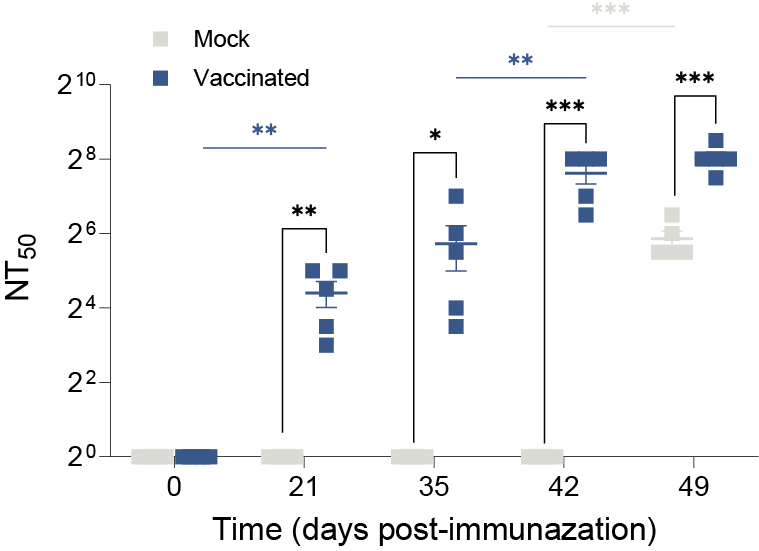 ***
Mock
Vaccinated
**
***
2¹⁰
**
***
*
2⁸
**
2⁶
NT₅₀
2⁴
2²
2⁰
0 21 35 42 49
Time (days post-immunazation)